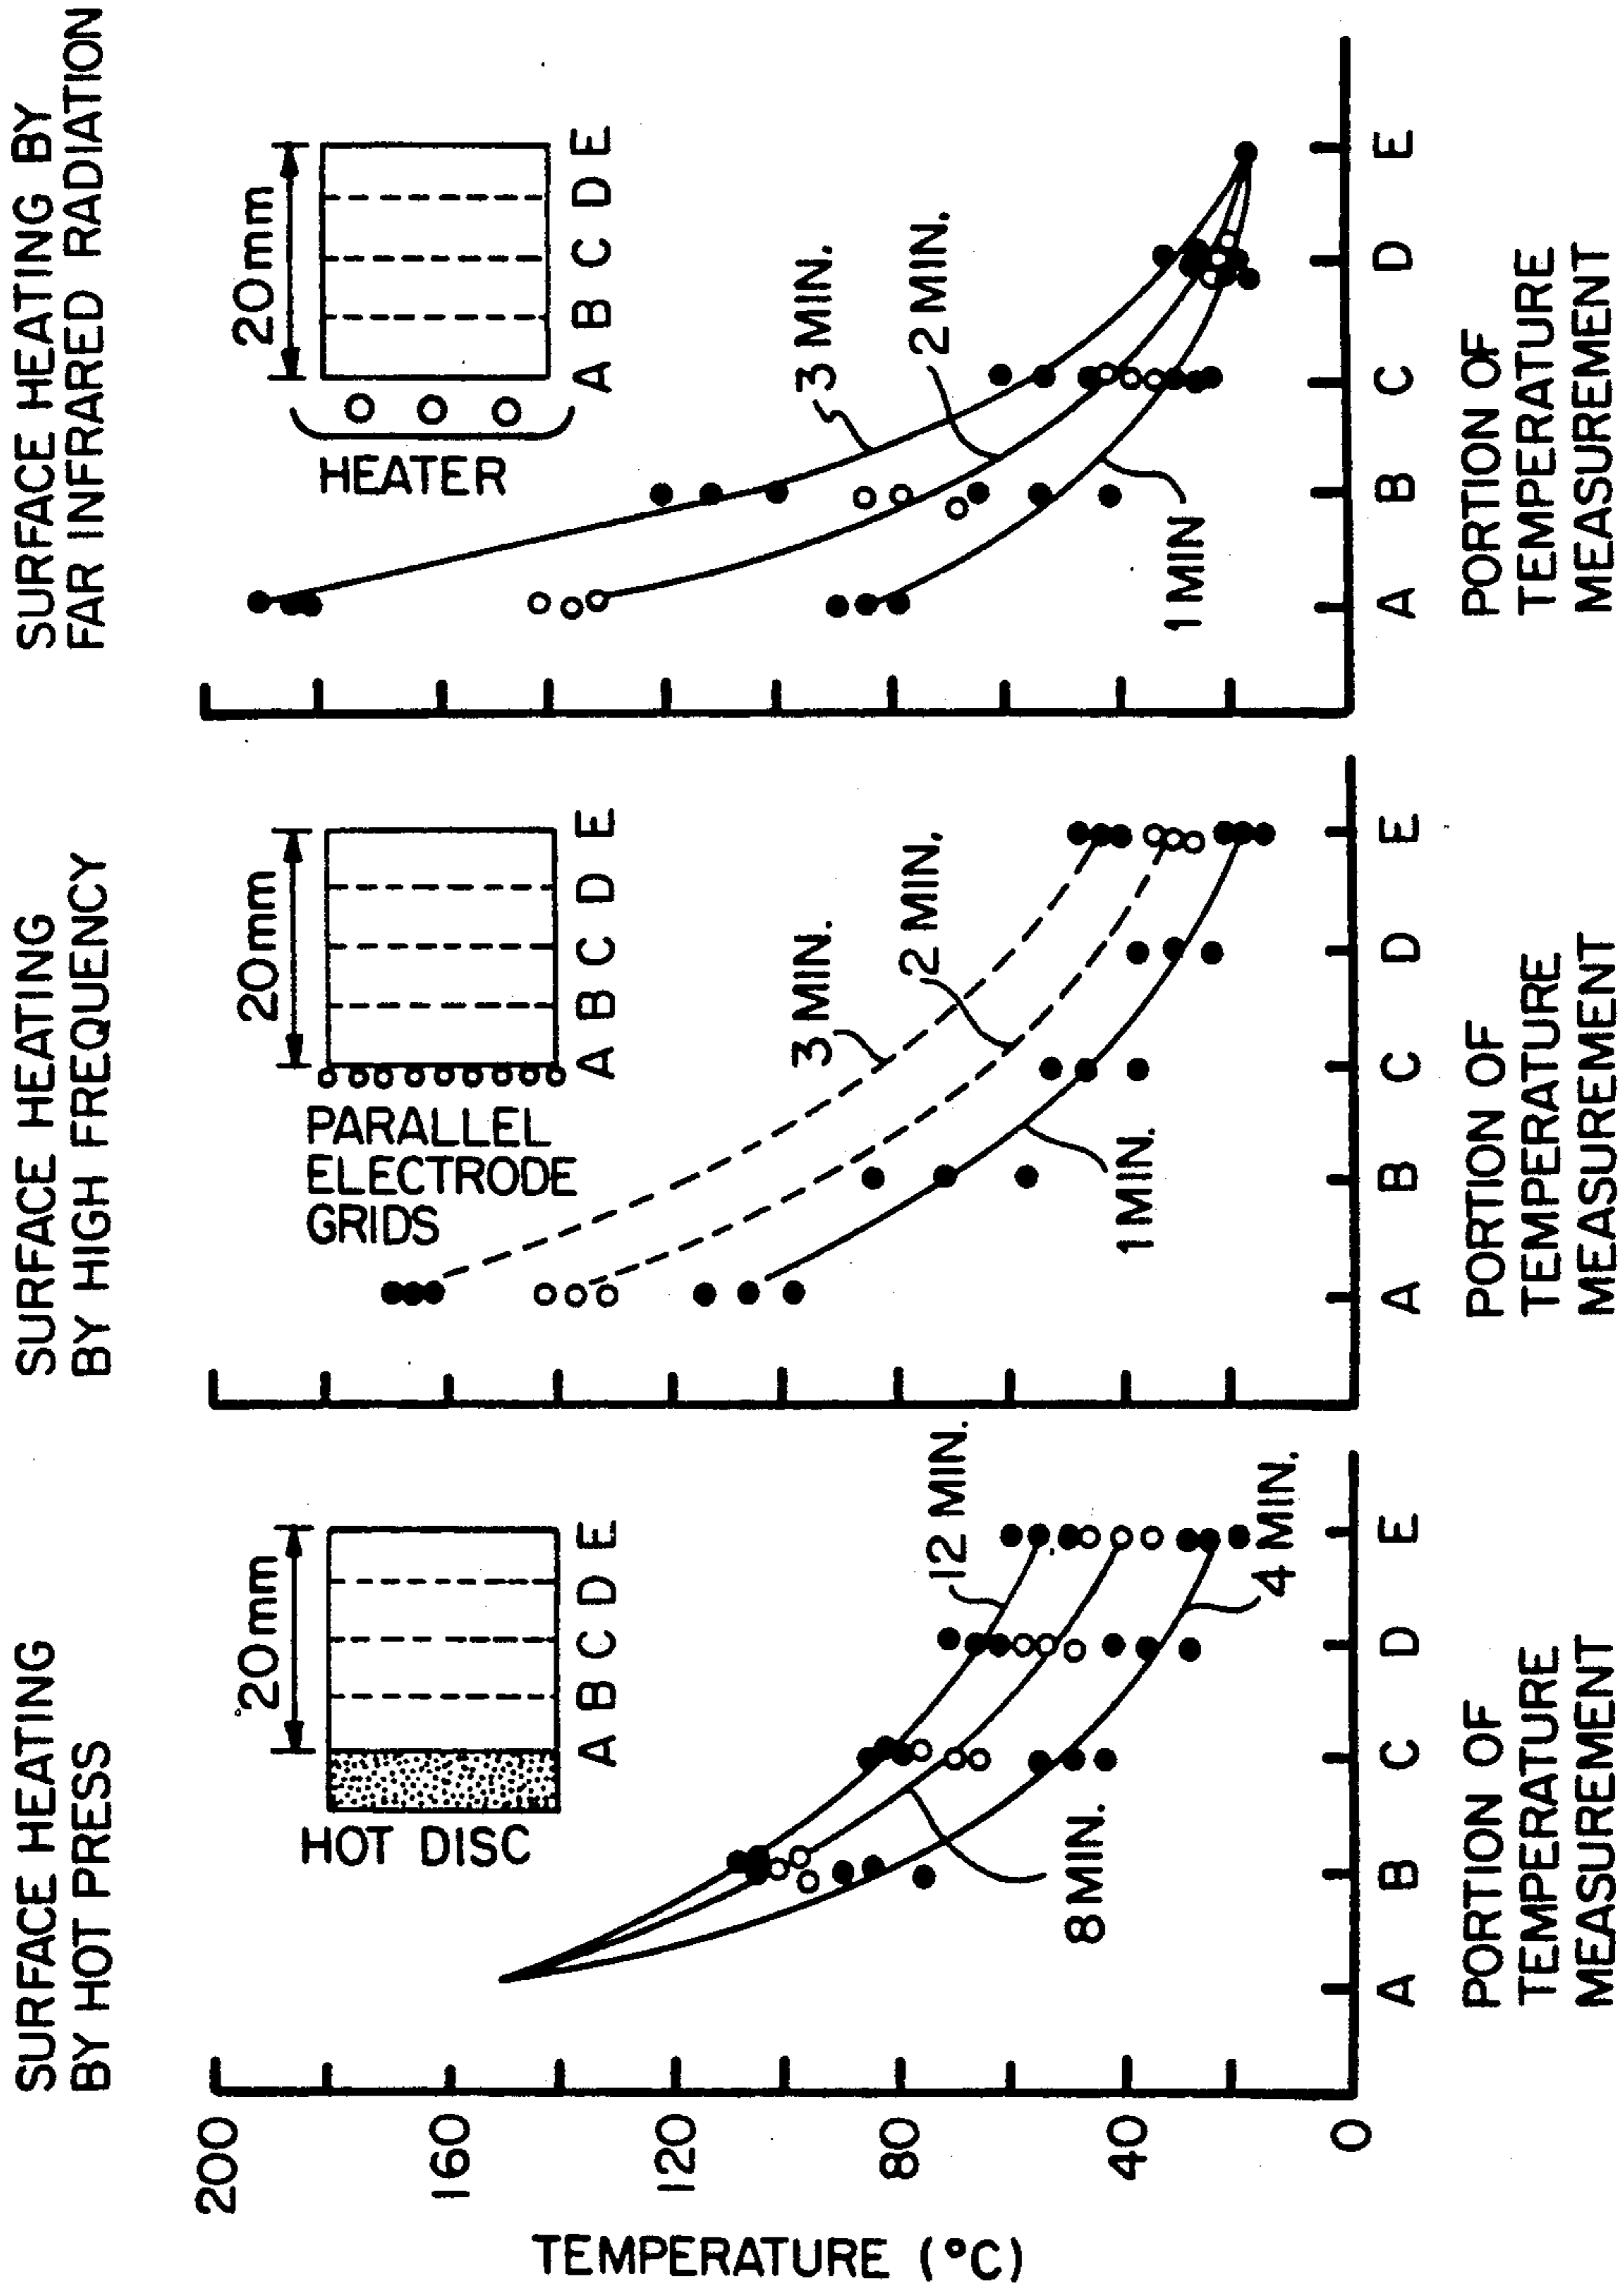 SURFACE HEATING
BY HOT PRESS
20mm
HOT DISC
A B C D E
12 MIN.
8 MIN.
4 MIN.
200
160
120
80
40
0
TEMPERATURE (°C)
A B C D E
PORTION OF
TEMPERATURE
MEASUREMENT
SURFACE HEATING
BY HIGH FREQUENCY
20mm
A B C D E
PARALLEL
ELECTRODE
GRIDS
3 MIN.
2 MIN.
1 MIN.
A B C D E
PORTION OF
TEMPERATURE
MEASUREMENT
SURFACE HEATING BY
FAR INFRARED RADIATION
20mm
A B C D E
HEATER
3 MIN.
2 MIN.
1 MIN
A B C D E
PORTION OF
TEMPERATURE
MEASUREMENT